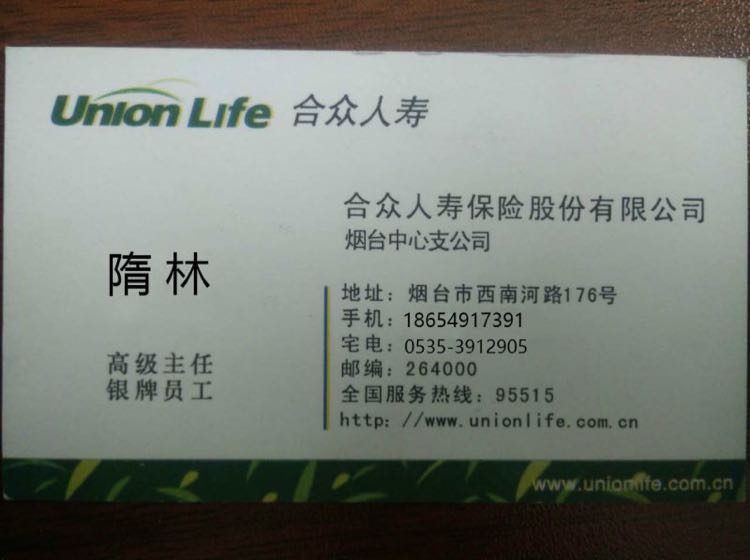 Union Life 合众人寿
合众人寿保险股份有限公司
烟台中心支公司
隋林
高级主任
银牌员工
地址：烟台市西南河路176号
手机：18654917391
宅电：0535-3912905
邮编：264000
全国服务热线：95515
http：//www.unionlife.com.cn
www.unionlife.com.cn